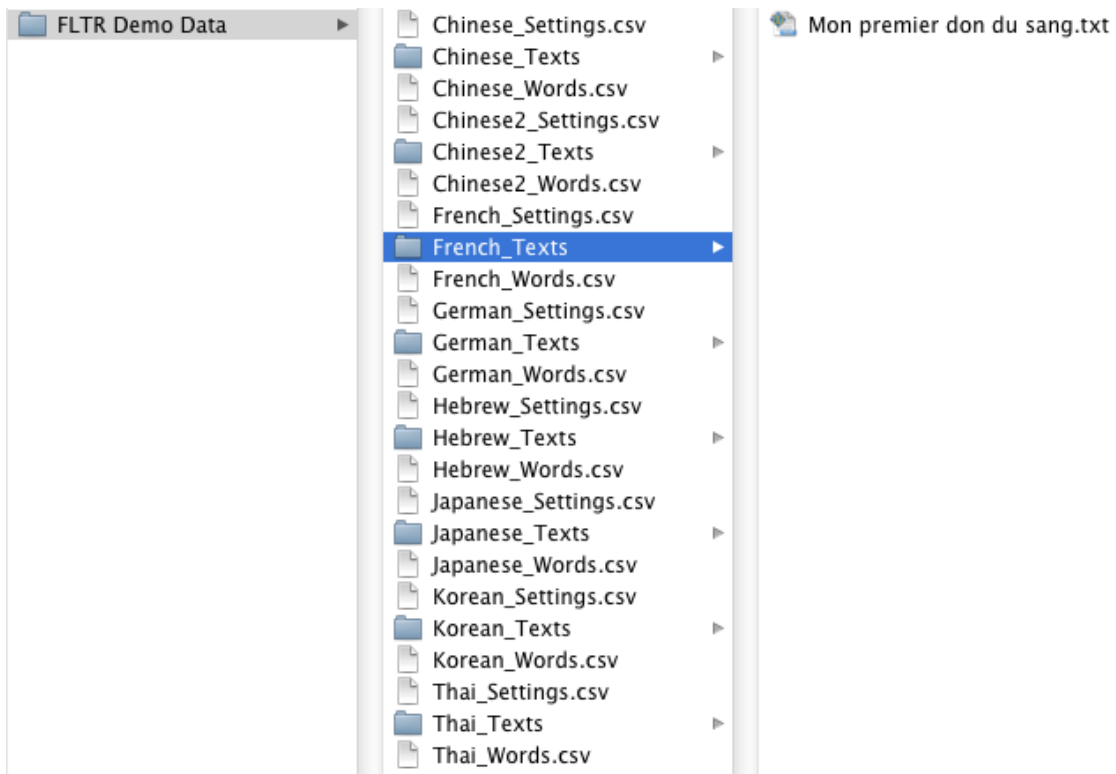 FLTR Demo Data
Chinese_Settings.csv
Chinese_Texts
Chinese_Words.csv
Chinese2_Settings.csv
Chinese2_Texts
Chinese2_Words.csv
French_Settings.csv
French_Texts
French_Words.csv
German_Settings.csv
German_Texts
German_Words.csv
Hebrew_Settings.csv
Hebrew_Texts
Hebrew_Words.csv
Japanese_Settings.csv
Japanese_Texts
Japanese_Words.csv
Korean_Settings.csv
Korean_Texts
Korean_Words.csv
Thai_Settings.csv
Thai_Texts
Thai_Words.csv
Mon premier don du sang.txt